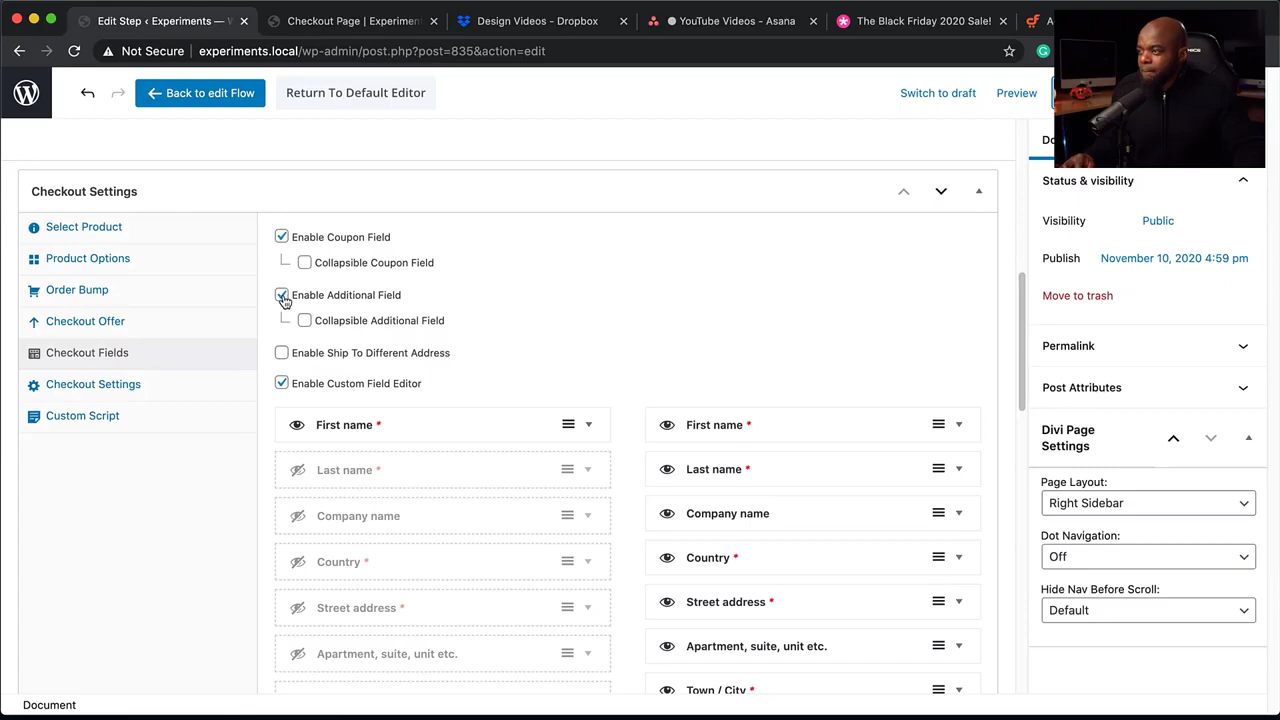 Edit Step ‹ Experiments —
Checkout Page | Experimen
Design Videos - Dropbox
YouTube Videos - Asana
The Black Friday 2020 Sale!
Not Secure
experiments.local/wp-admin/post.php?post=835&action=edit
Back to edit Flow
Return To Default Editor
Switch to draft
Preview
Checkout Settings
Status & visibility
Select Product
Enable Coupon Field
Visibility
Public
Product Options
Collapsible Coupon Field
Publish
November 10, 2020 4:59 pm
Order Bump
Enable Additional Field
Move to trash
Checkout Offer
Collapsible Additional Field
Checkout Fields
Enable Ship To Different Address
Permalink
Checkout Settings
Enable Custom Field Editor
Post Attributes
Custom Script
First name *
First name *
Divi Page
Settings
Last name *
Last name *
Page Layout:
Right Sidebar
Company name
Company name
Dot Navigation:
Off
Country *
Country *
Hide Nav Before Scroll:
Default
Street address *
Street address *
Apartment, suite, unit etc.
Apartment, suite, unit etc.
Town / City *
Document